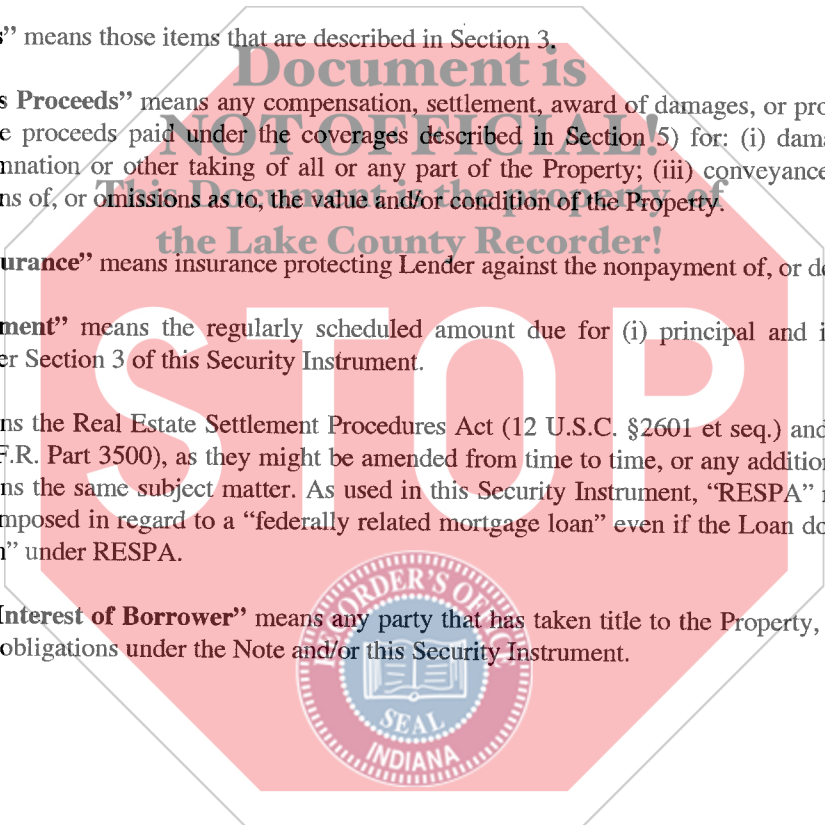 s” means those items that are described in Section 3.
Document is
s Proceeds” means any compensation, settlement, award of damages, or pro
NOT OFFICIAL!
e proceeds paid under the coverages described in Section 5) for: (i) dama
mnation or other taking of all or any part of the Property; (iii) conveyance
This Document is the property of
ns of, or omissions as to, the value and/or condition of the Property.
the Lake County Recorder!
urance” means insurance protecting Lender against the nonpayment of, or de
STOP
ment” means the regularly scheduled amount due for (i) principal and i
er Section 3 of this Security Instrument.
ns the Real Estate Settlement Procedures Act (12 U.S.C. §2601 et seq.) and
F.R. Part 3500), as they might be amended from time to time, or any addition
ns the same subject matter. As used in this Security Instrument, “RESPA”
mposed in regard to a “federally related mortgage loan” even if the Loan do
n” under RESPA.
Interest of Borrower” means any party that has taken title to the Property,
obligations under the Note and/or this Security Instrument.
RECORDER'S OFFICE
SEAL
INDIANA